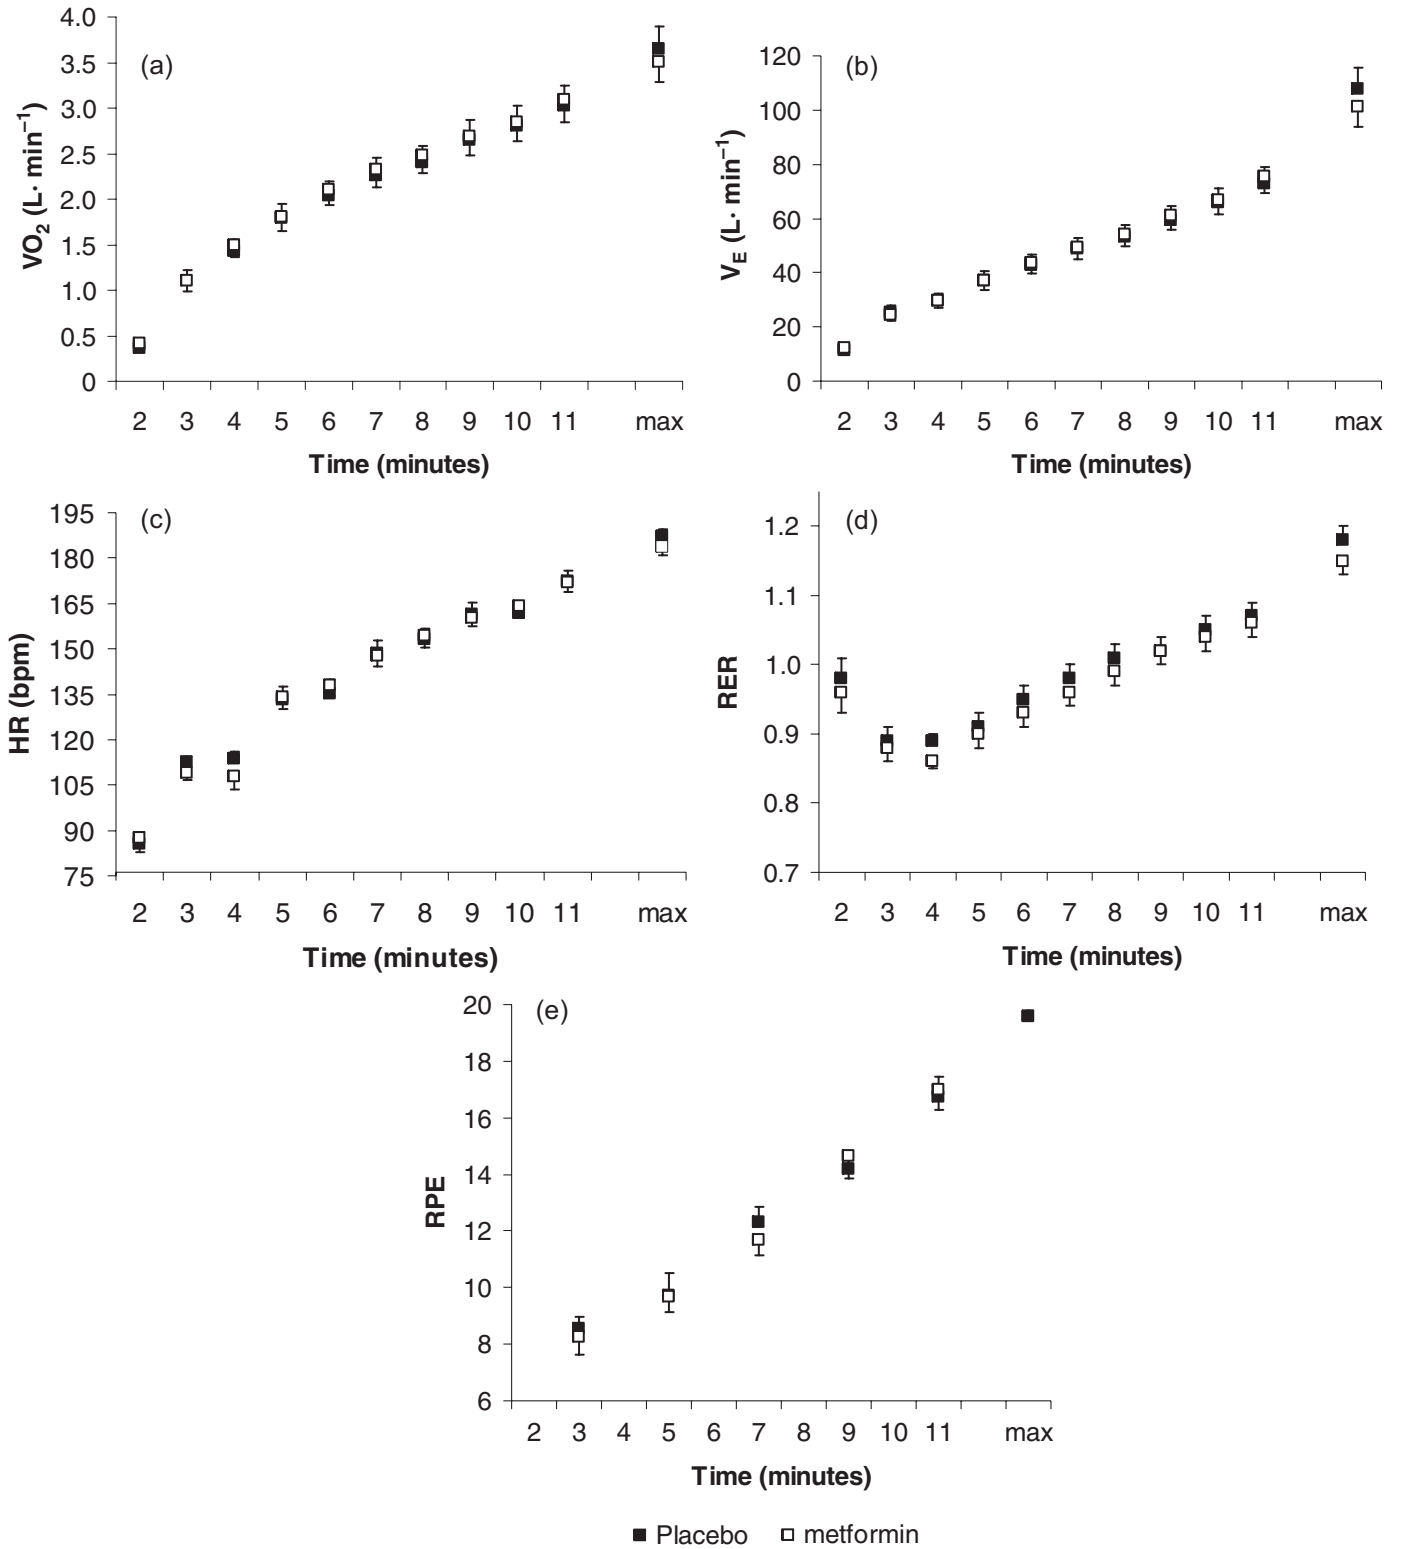 (a)
VO2 (L· min−1)
4.0
3.5
3.0
2.5
2.0
1.5
1.0
0.5
0
2 3 4 5 6 7 8 9 10 11 max
Time (minutes)
(b)
VE (L· min−1)
120
100
80
60
40
20
0
2 3 4 5 6 7 8 9 10 11 max
Time (minutes)
(c)
HR (bpm)
195
180
165
150
135
120
105
90
75
2 3 4 5 6 7 8 9 10 11 max
Time (minutes)
(d)
RER
1.2
1.1
1.0
0.9
0.8
0.7
2 3 4 5 6 7 8 9 10 11 max
Time (minutes)
(e)
RPE
20
18
16
14
12
10
8
6
2 3 4 5 6 7 8 9 10 11 max
Time (minutes)
Placebo metformin